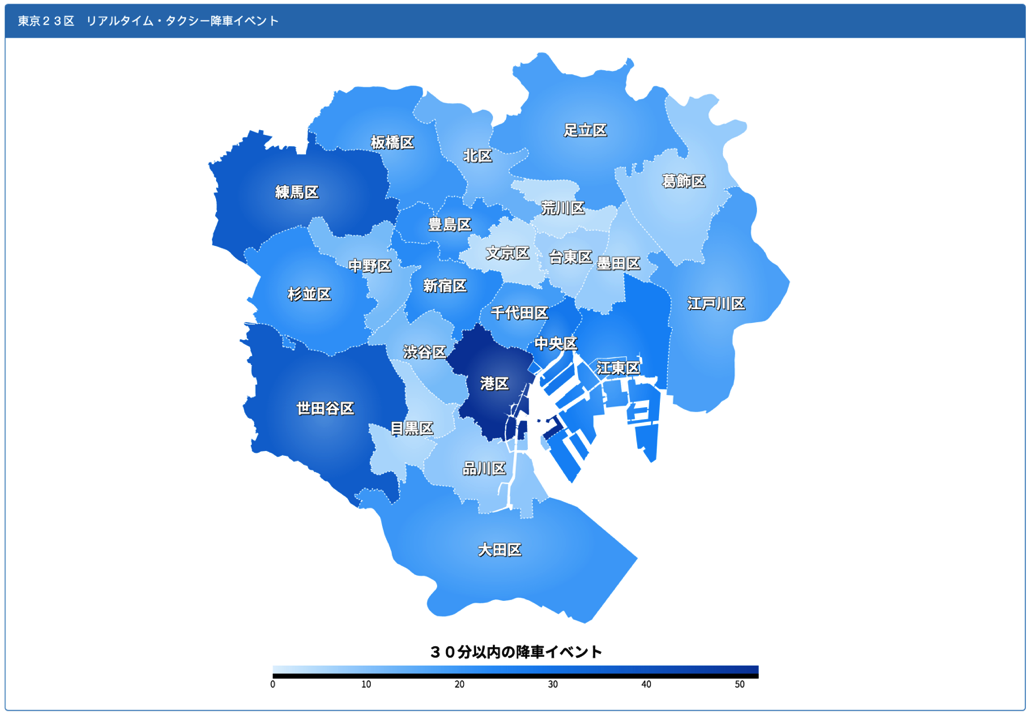 東京２３区　リアルタイム・タクシー降車イベント
足立区
板橋区
北区
葛飾区
練馬区
荒川区
豊島区
文京区
台東区
墨田区
中野区
新宿区
杉並区
江戸川区
千代田区
中央区
渋谷区
江東区
港区
世田谷区
目黒区
品川区
大田区
３０分以内の降車イベント
0 10 20 30 40 50